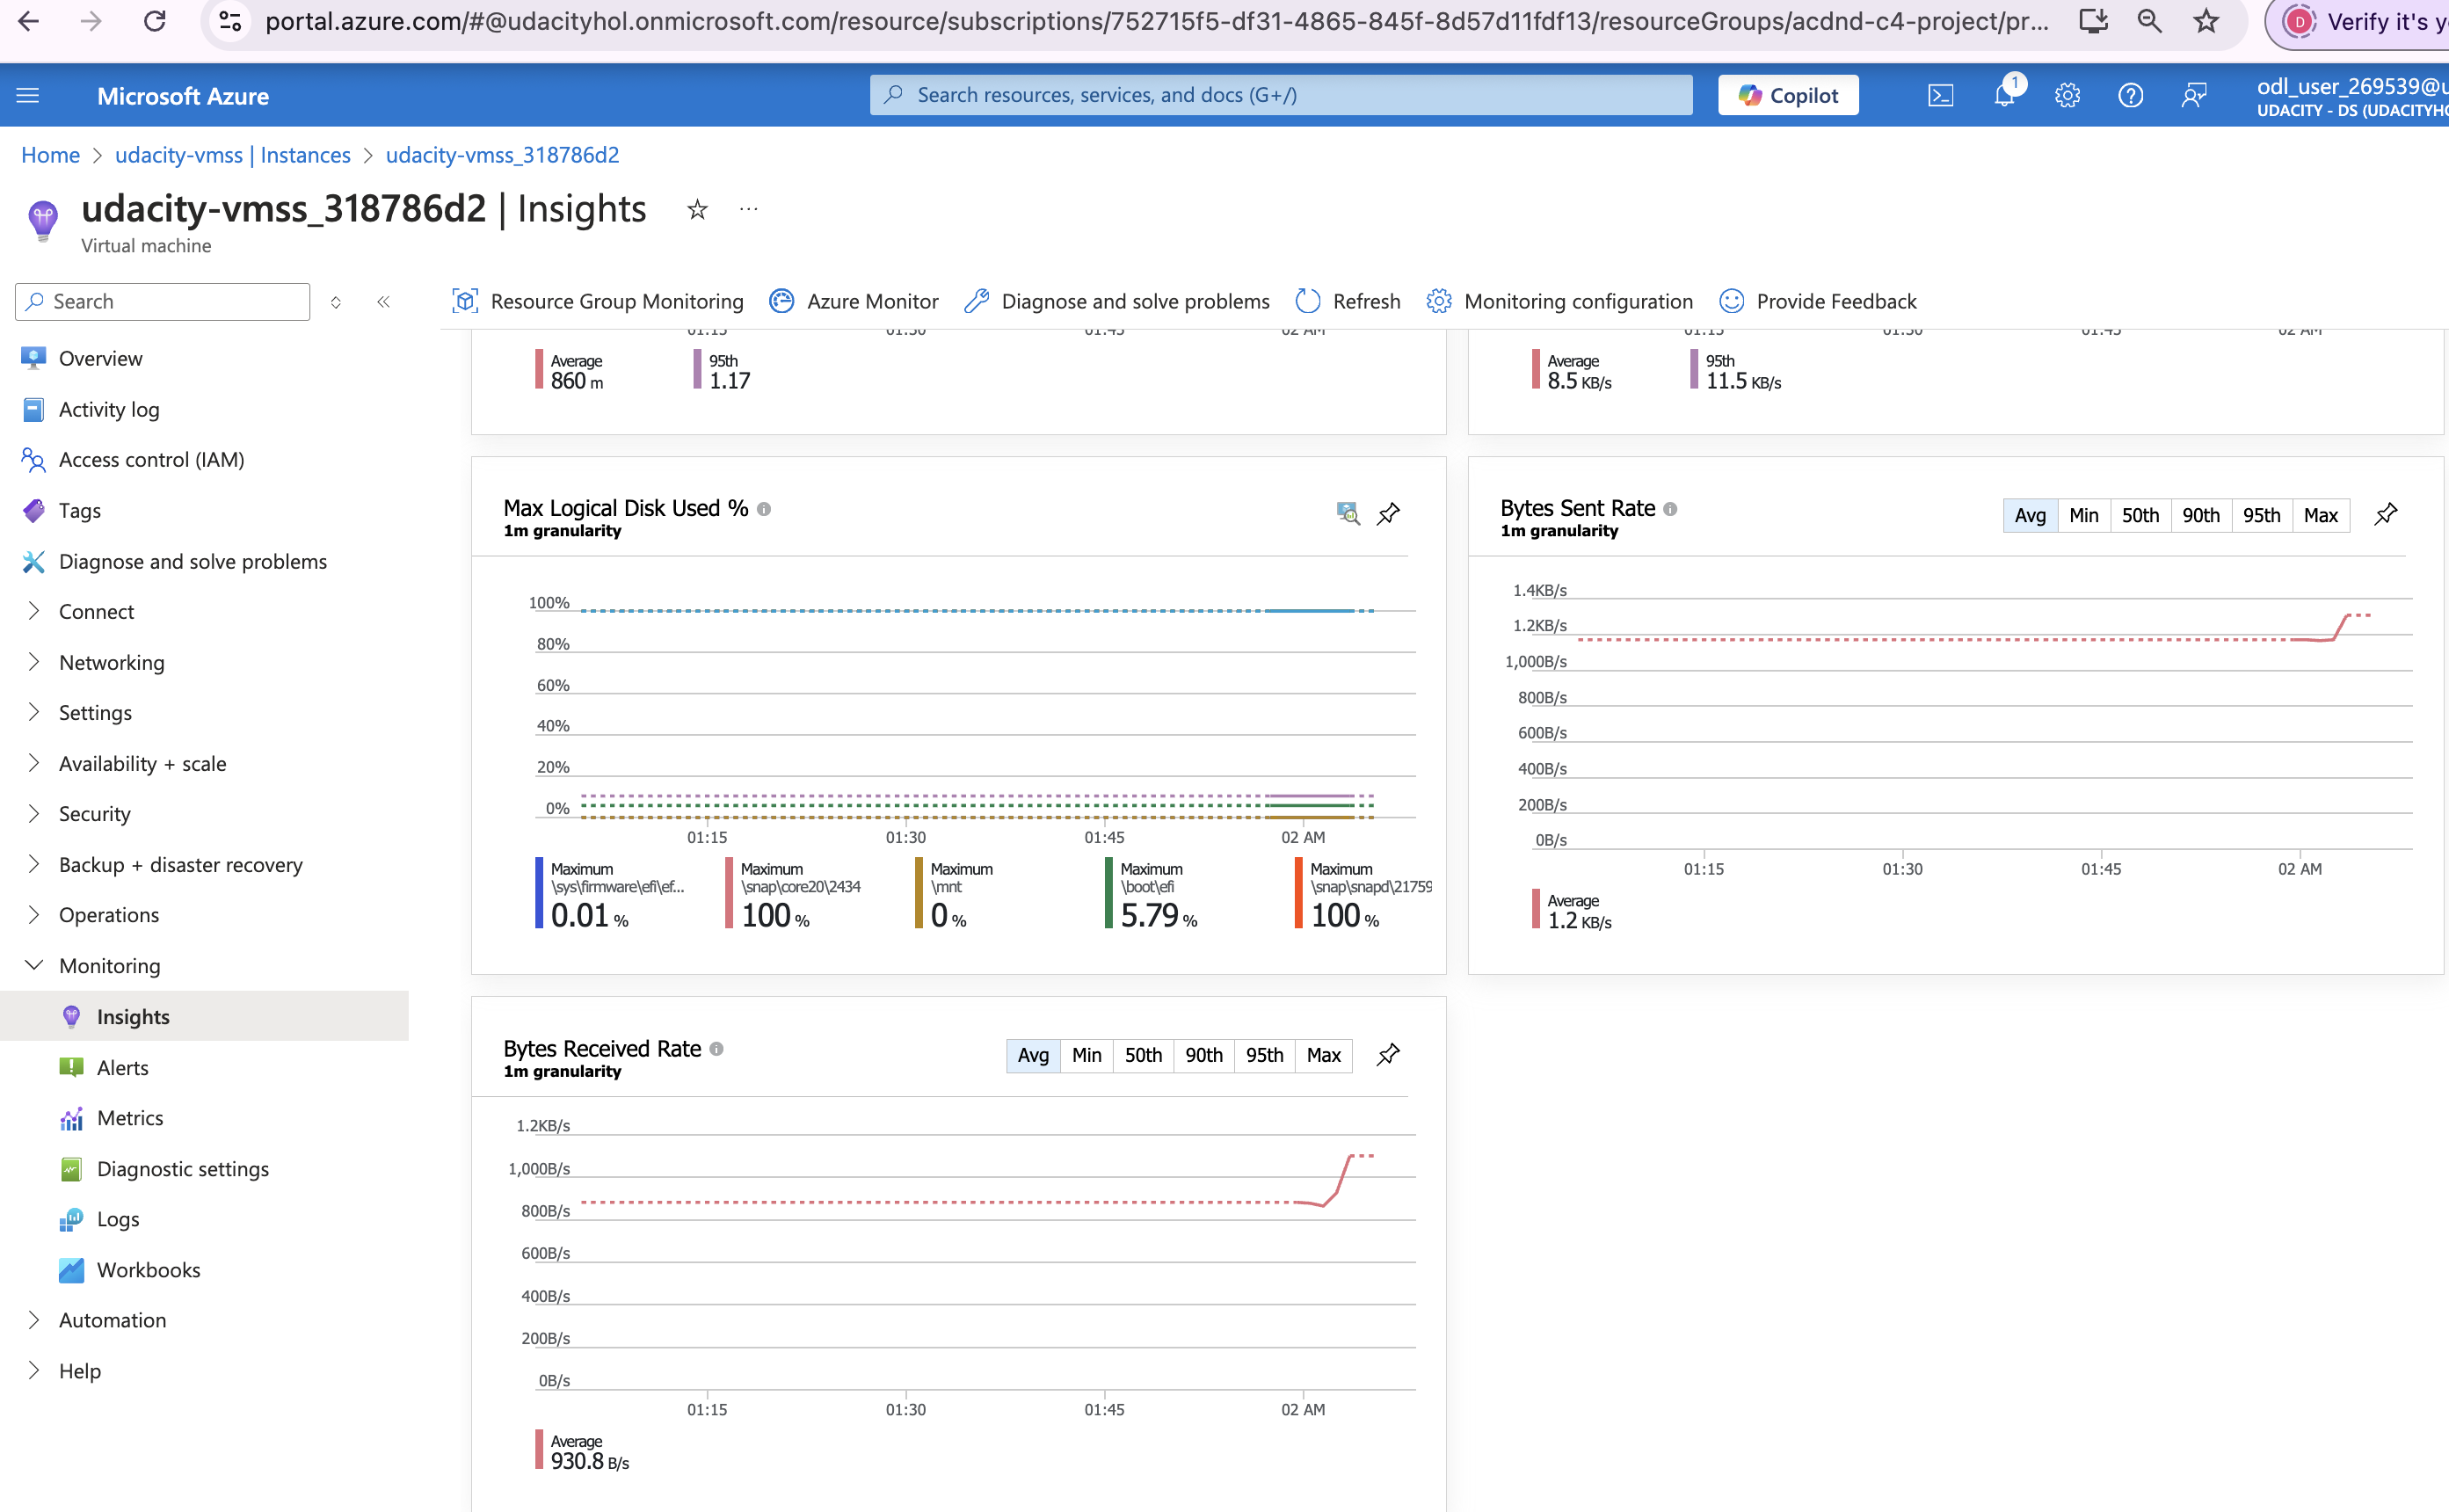 portal.azure.com/#@udacityhol.onmicrosoft.com/resource/subscriptions/752715f5-df31-4865-845f-8d57d11fdf13/resourceGroups/acdnd-c4-project/pr...
D Verify it's y
Microsoft Azure
Search resources, services, and docs (G+/)
Copilot
1
odl_user_269539@u
UDACITY - DS (UDACITYHO
Home > udacity-vmss | Instances > udacity-vmss_318786d2
udacity-vmss_318786d2 | Insights
Virtual machine
Search
Resource Group Monitoring
Azure Monitor
Diagnose and solve problems
Refresh
Monitoring configuration
Provide Feedback
Overview
Activity log
Access control (IAM)
Tags
Diagnose and solve problems
Connect
Networking
Settings
Availability + scale
Security
Backup + disaster recovery
Operations
Monitoring
Insights
Alerts
Metrics
Diagnostic settings
Logs
Workbooks
Automation
Help
01:15 01:30 01:45 02 AM
Average
860 m
95th
1.17
01:15 01:30 01:45 02 AM
Average
8.5 KB/s
95th
11.5 KB/s
Max Logical Disk Used %
1m granularity
100%
80%
60%
40%
20%
0%
01:15 01:30 01:45 02 AM
Maximum
\sys\firmware\efi\ef...
0.01 %
Maximum
\snap\core20\2434
100 %
Maximum
\mnt
0 %
Maximum
\boot\efi
5.79 %
Maximum
\snap\snapd\21759
100 %
Bytes Sent Rate
1m granularity
Avg Min 50th 90th 95th Max
1.4KB/s
1.2KB/s
1,000B/s
800B/s
600B/s
400B/s
200B/s
0B/s
01:15 01:30 01:45 02 AM
Average
1.2 KB/s
Bytes Received Rate
1m granularity
Avg Min 50th 90th 95th Max
1.2KB/s
1,000B/s
800B/s
600B/s
400B/s
200B/s
0B/s
01:15 01:30 01:45 02 AM
Average
930.8 B/s